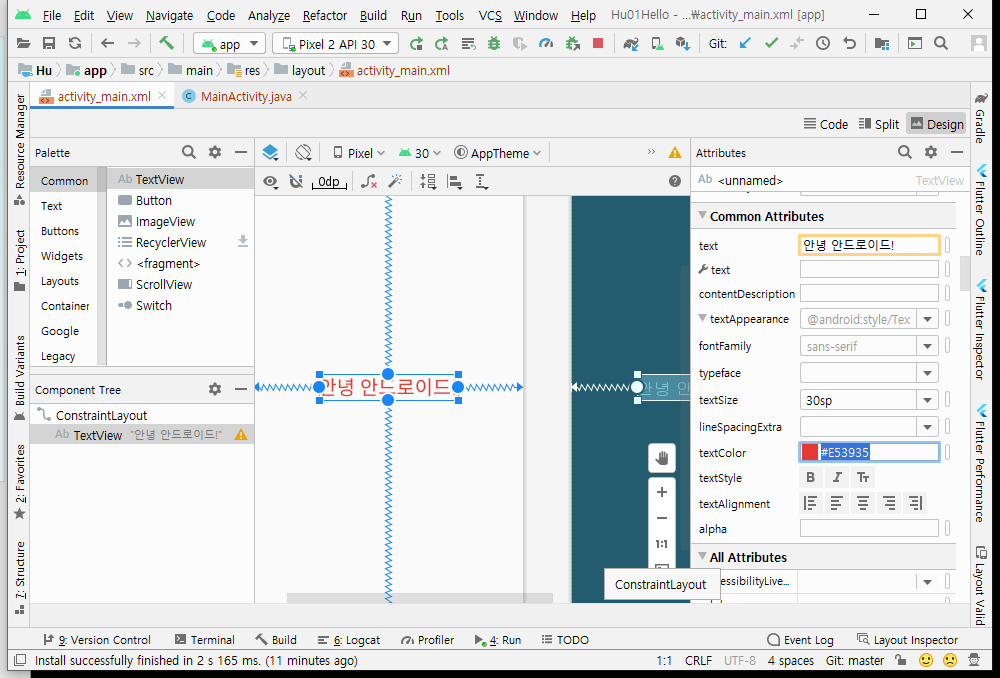 File Edit View Navigate Code Analyze Refactor Build Run Tools VCS Window Help Hu01Hello - ...₩activity_main.xml [app]
app Pixel 2 API 30 Git:
Hu app src main res layout activity_main.xml
activity_main.xml MainActivity.java
Code Split Design
Palette
Pixel 30 AppTheme
Attributes
0dp
Ab <unnamed> TextView
Common
Text
Buttons
Widgets
Layouts
Container
Google
Legacy
Ab TextView
Button
ImageView
RecyclerView
<fragment>
ScrollView
Switch
Component Tree
ConstraintLayout
Ab TextView "안녕 안드로이드!"
안녕 안드로이드!
안녕 안
1:1
ConstraintLayout
Common Attributes
text 안녕 안드로이드!
text
contentDescription
textAppearance @android:style/Tex
fontFamily sans-serif
typeface
textSize 30sp
lineSpacingExtra
textColor #E53935
textStyle B I Tт
textAlignment
alpha
All Attributes
essibilityLive...
Resource Manager
1: Project
Build Variants
2: Favorites
7: Structure
Gradle
Flutter Outline
Flutter Inspector
Flutter Performance
Layout Valid
9: Version Control Terminal Build 6: Logcat Profiler 4: Run TODO Event Log Layout Inspector
Install successfully finished in 2 s 165 ms. (11 minutes ago) 1:1 CRLF UTF-8 4 spaces Git: master